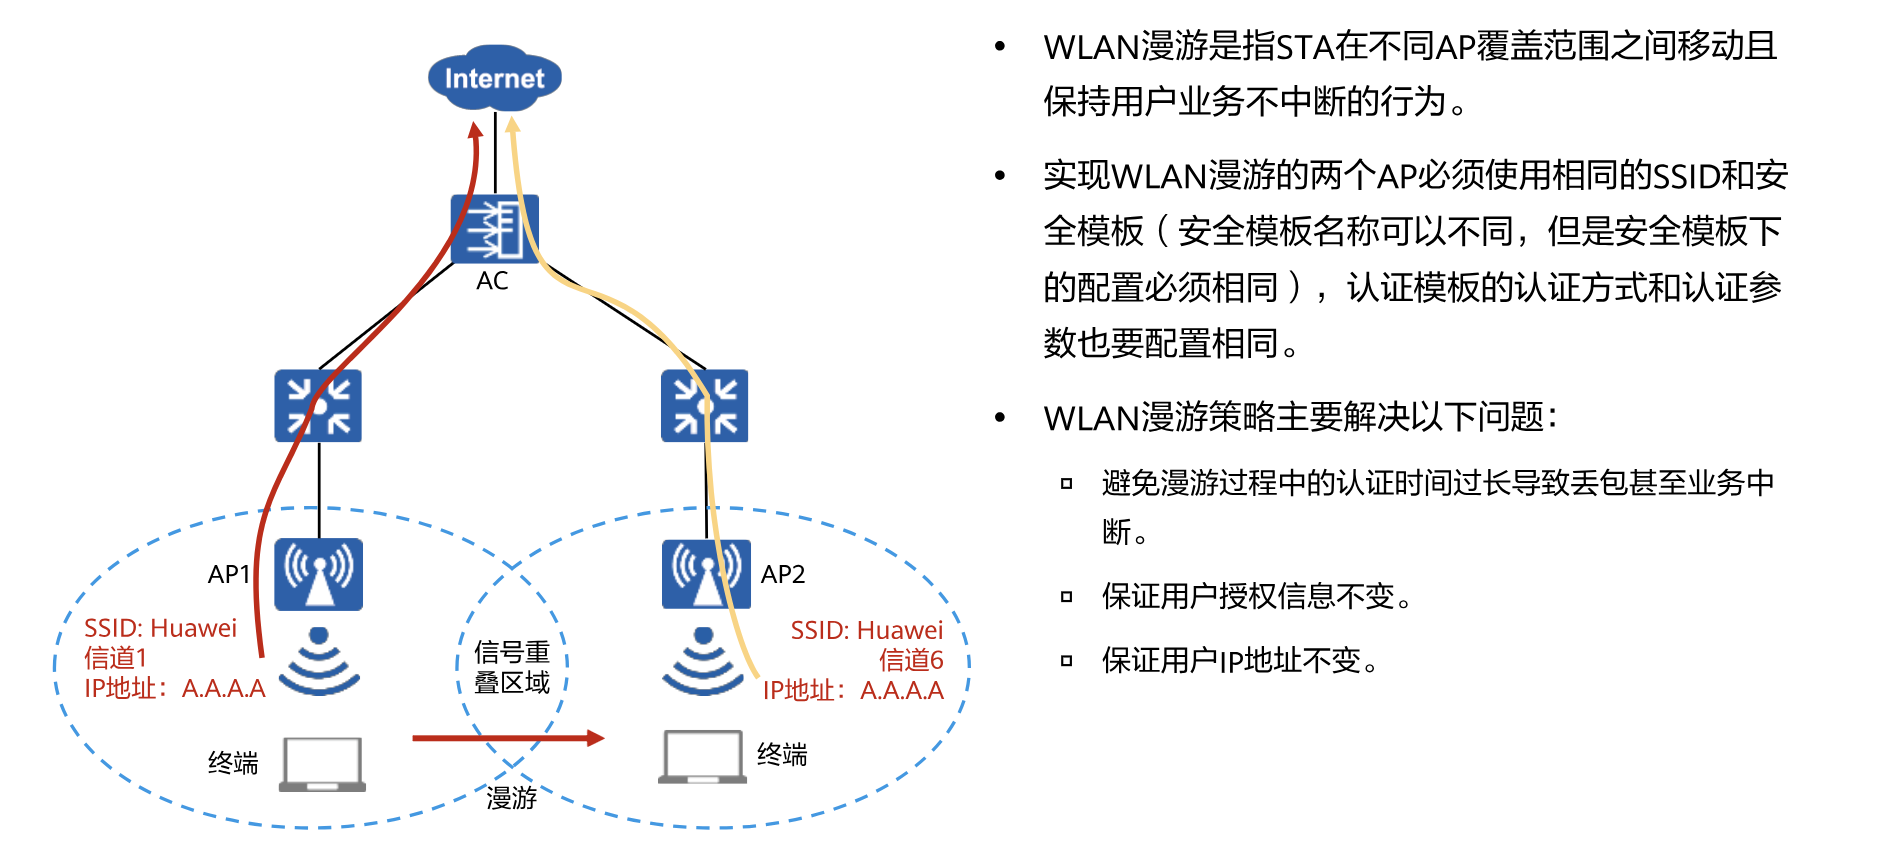 Internet
AC
AP1
AP2
SSID: Huawei
信道1
IP地址：A.A.A.A
信号重
叠区域
SSID: Huawei
信道6
IP地址：A.A.A.A
终端
终端
漫游
• WLAN漫游是指STA在不同AP覆盖范围之间移动且
保持用户业务不中断的行为。
• 实现WLAN漫游的两个AP必须使用相同的SSID和安
全模板（安全模板名称可以不同，但是安全模板下
的配置必须相同），认证模板的认证方式和认证参
数也要配置相同。
• WLAN漫游策略主要解决以下问题：
▫ 避免漫游过程中的认证时间过长导致丢包甚至业务中
断。
▫ 保证用户授权信息不变。
▫ 保证用户IP地址不变。